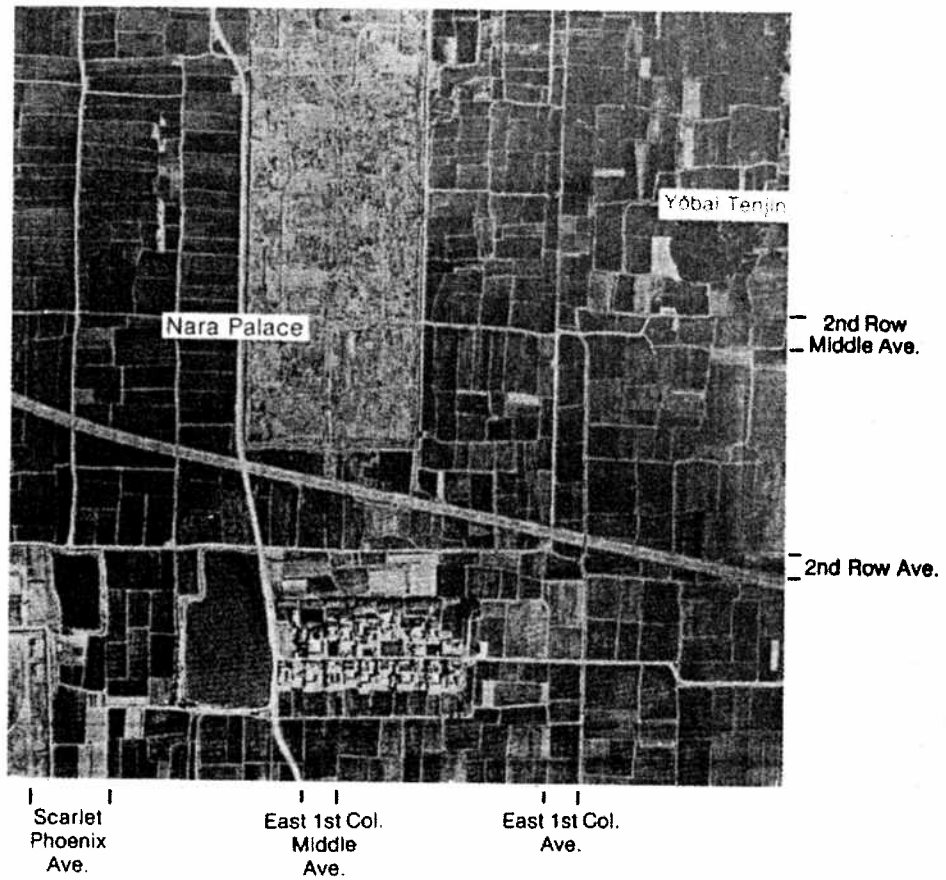 Yōbai Tenjin
Nara Palace
2nd Row
Middle Ave.
2nd Row Ave.
Scarlet
Phoenix
Ave.
East 1st Col.
Middle
Ave.
East 1st Col.
Ave.